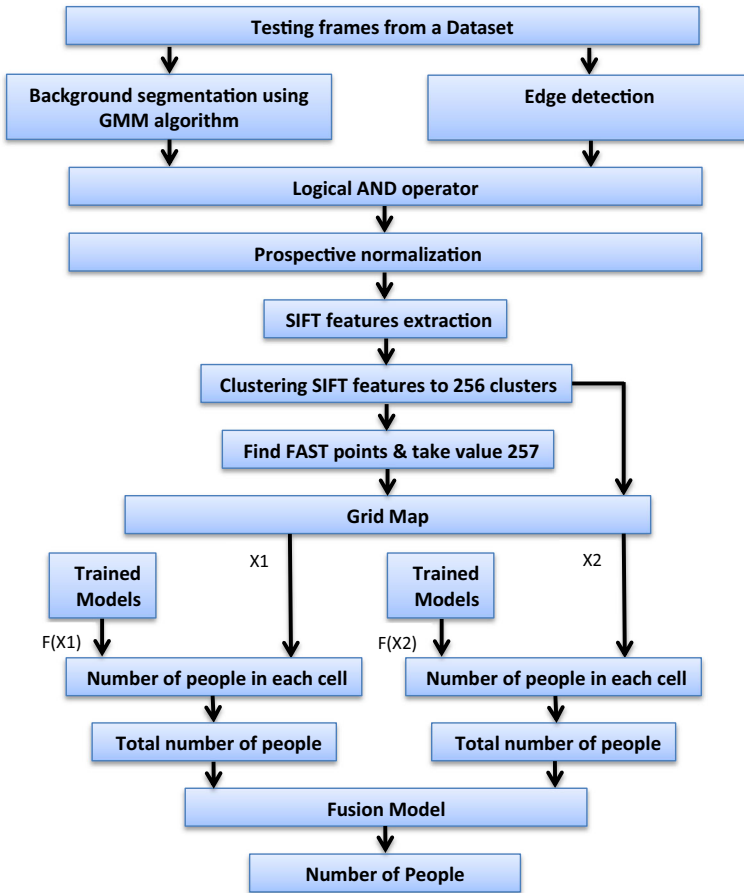 Testing frames from a Dataset
Background segmentation using
GMM algorithm
Edge detection
Logical AND operator
Prospective normalization
SIFT features extraction
Clustering SIFT features to 256 clusters
Find FAST points & take value 257
Grid Map
X1
X2
Trained
Models
Trained
Models
F(X1)
F(X2)
Number of people in each cell
Number of people in each cell
Total number of people
Total number of people
Fusion Model
Number of People